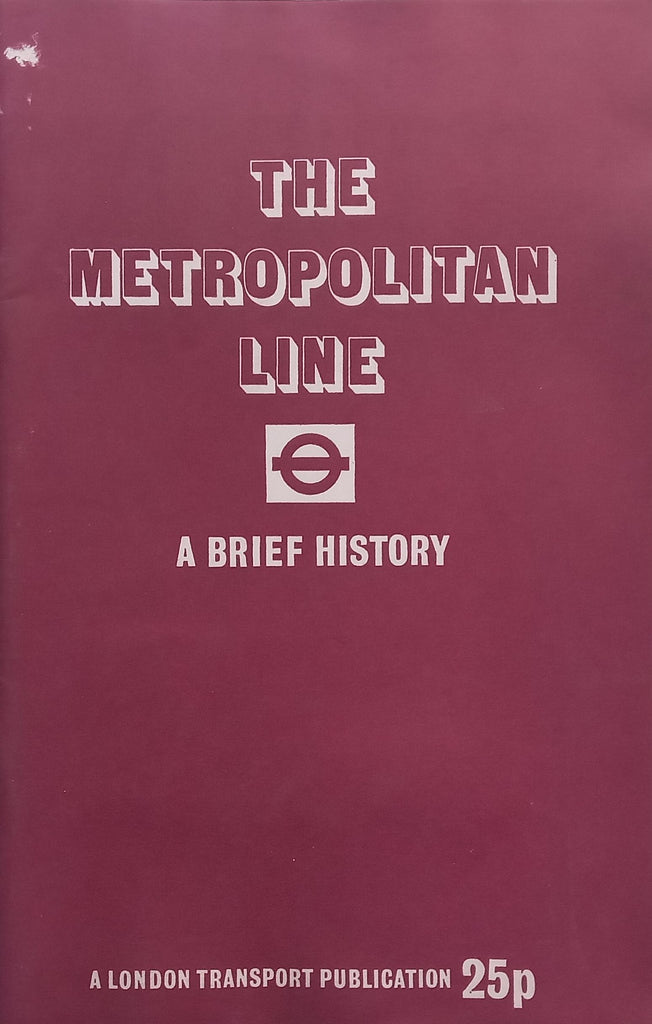 THE
METROPOLITAN
LINE
A BRIEF HISTORY
A LONDON TRANSPORT PUBLICATION 25p